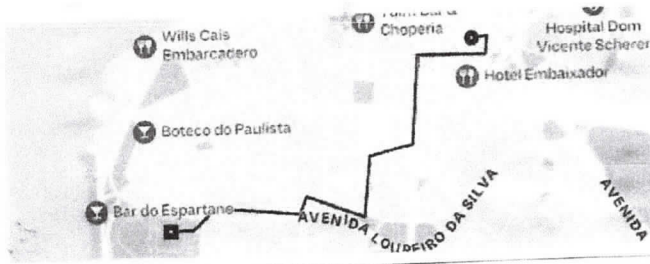 Choperia
Hospital Dom
Vicente Scherer
Wills Cais
Embarcadero
Hotel Embaixador
Boteco do Paulista
Bar do Espartano
AVENIDA LOUREIRO DA SILVA
AVENIDA